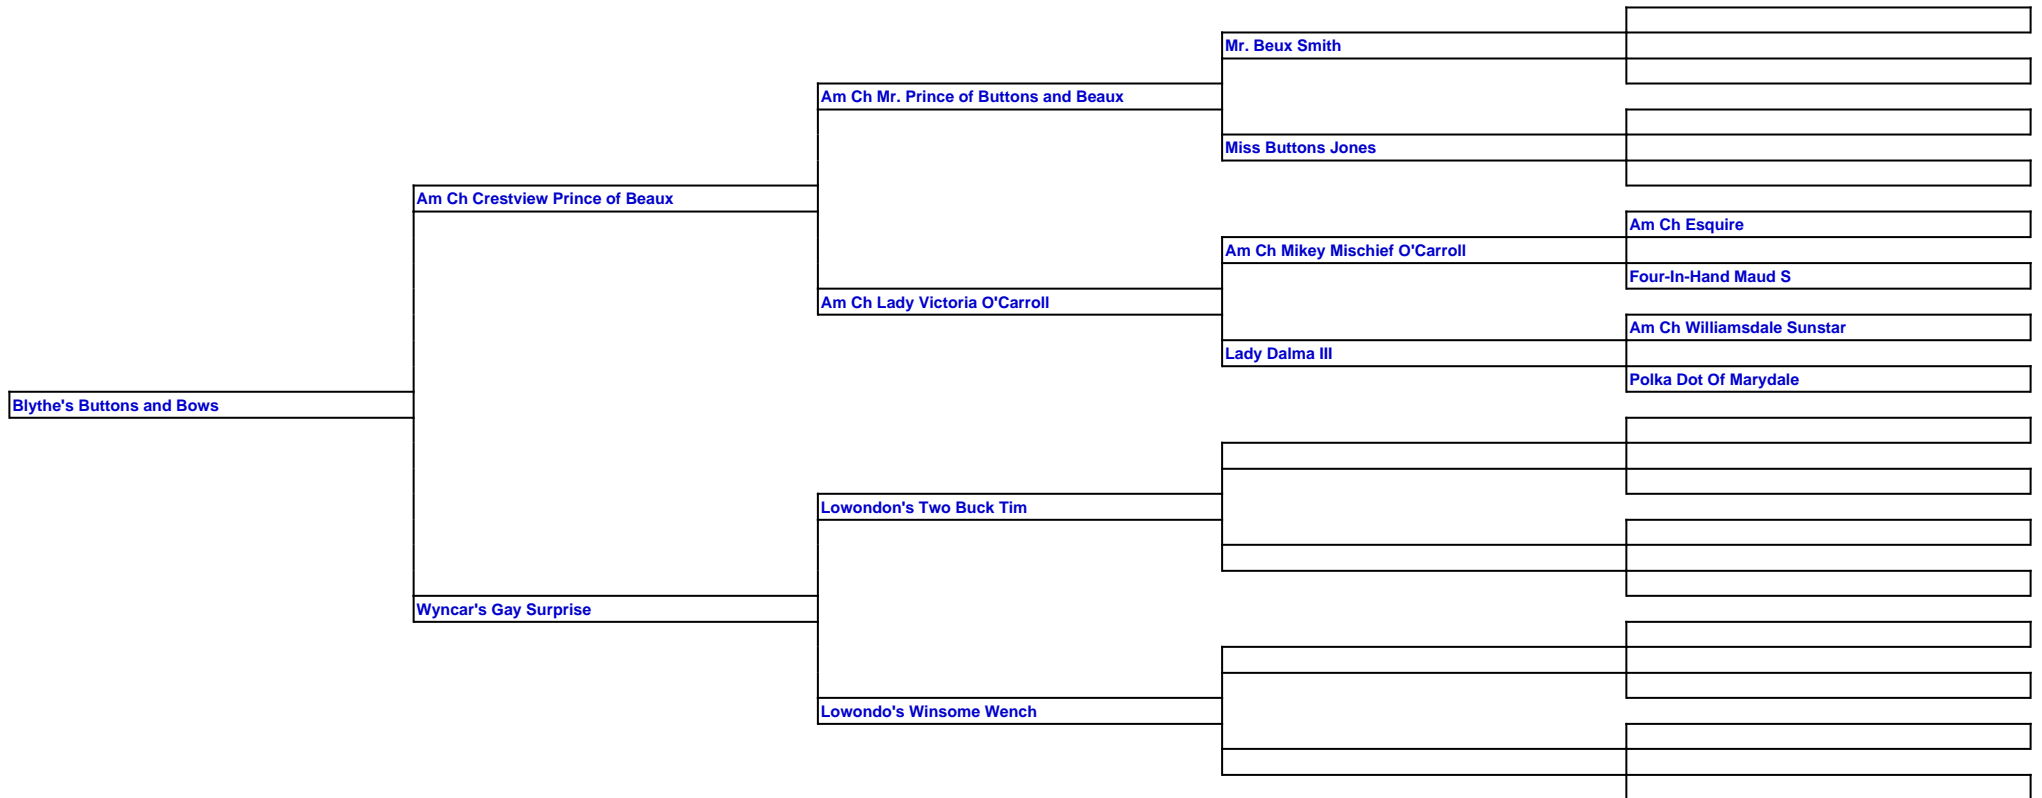 Mr. Beux Smith
Am Ch Mr. Prince of Buttons and Beaux
Miss Buttons Jones
Am Ch Crestview Prince of Beaux
Am Ch Esquire
Am Ch Mikey Mischief O'Carroll
Four-In-Hand Maud S
Am Ch Lady Victoria O'Carroll
Am Ch Williamsdale Sunstar
Lady Dalma III
Polka Dot Of Marydale
Blythe's Buttons and Bows
Lowondon's Two Buck Tim
Wyncar's Gay Surprise
Lowondo's Winsome Wench